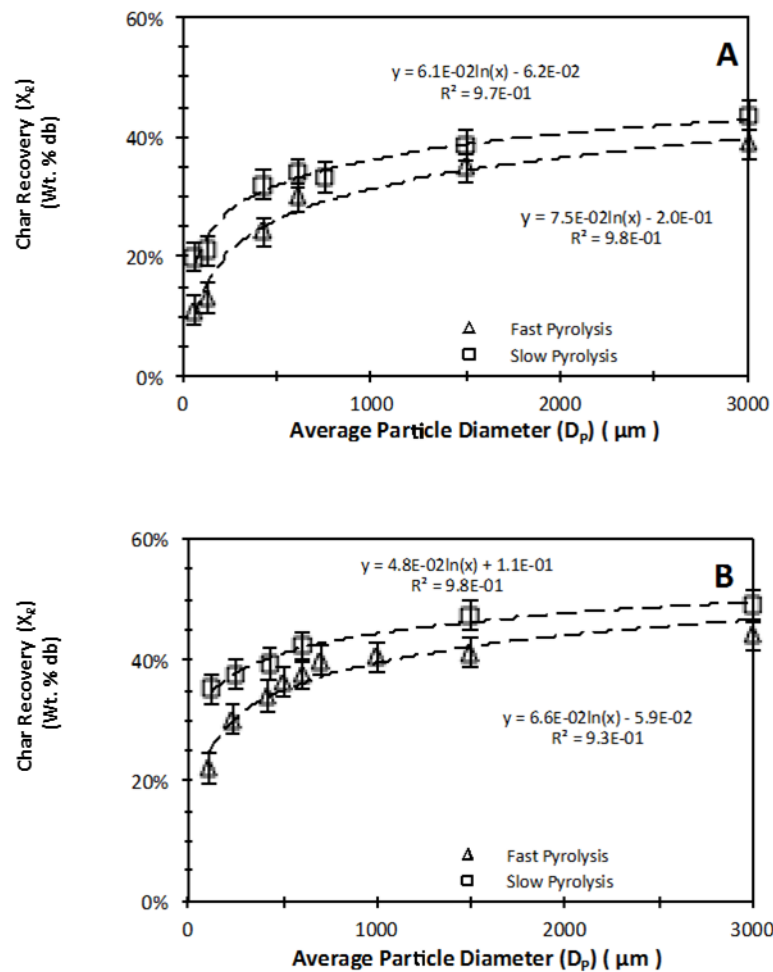 60%
A
y = 6.1E-02ln(x) - 6.2E-02
R² = 9.7E-01
Char Recovery (X_R)
(Wt. % db)
40%
20%
7.5E-02ln(x) - 2.0E-01
R² = 9.8E-01
Fast Pyrolysis
Slow Pyrolysis
0%
0 1000 2000 3000
Average Particle Diameter (D_P) ( µm )
60%
B
y = 4.8E-02ln(x) + 1.1E-01
R² = 9.8E-01
Char Recovery (X_R)
(Wt. % db)
40%
20%
y = 6.6E-02ln(x) - 5.9E-02
R² = 9.3E-01
Fast Pyrolysis
Slow Pyrolysis
0%
0 1000 2000 3000
Average Particle Diameter (D_P) ( µm )